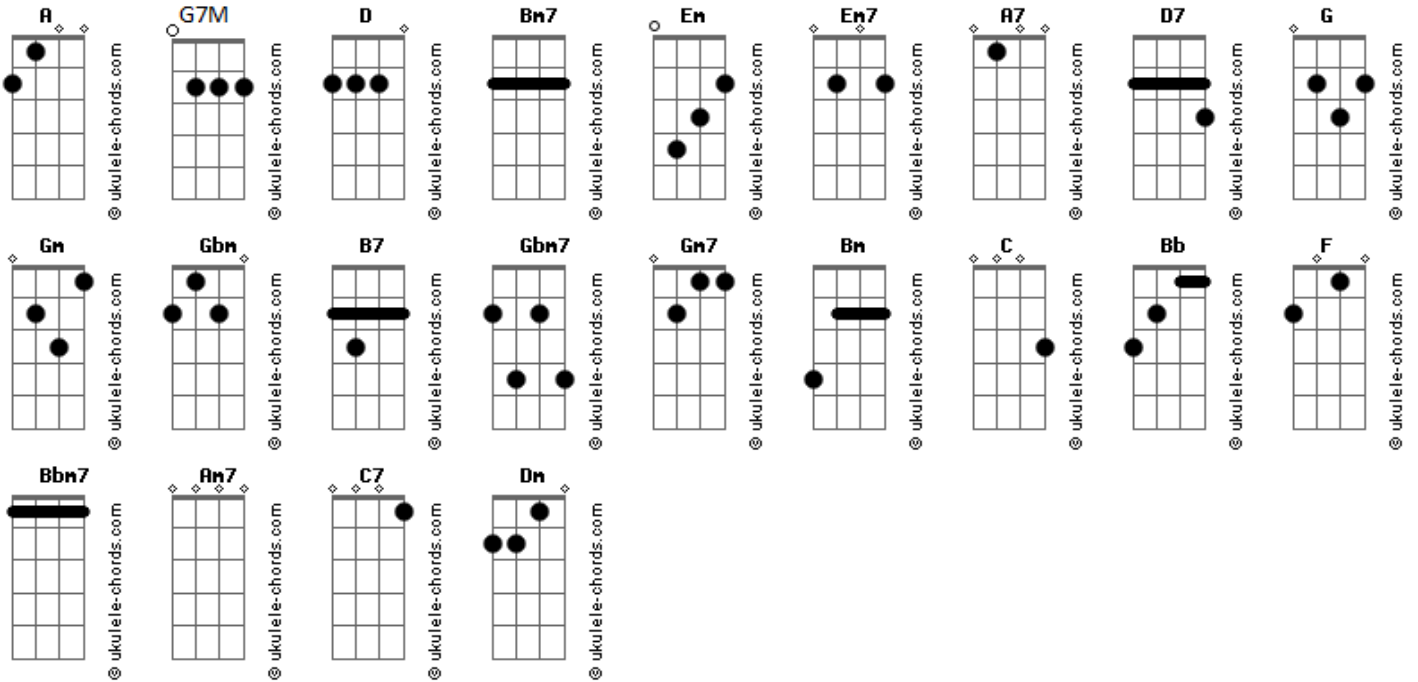 A G7M D Bm7 Em Em7 A7 D7 G
© ukulele-chords.com © ukulele-chords.com © ukulele-chords.com © ukulele-chords.com © ukulele-chords.com © ukulele-chords.com © ukulele-chords.com © ukulele-chords.com © ukulele-chords.com
Gm Gbm B7 Gbm7 Gm7 Bm C Bb F
© ukulele-chords.com © ukulele-chords.com © ukulele-chords.com © ukulele-chords.com © ukulele-chords.com © ukulele-chords.com © ukulele-chords.com © ukulele-chords.com © ukulele-chords.com
Bbm7 Am7 C7 Dm
© ukulele-chords.com © ukulele-chords.com © ukulele-chords.com © ukulele-chords.com